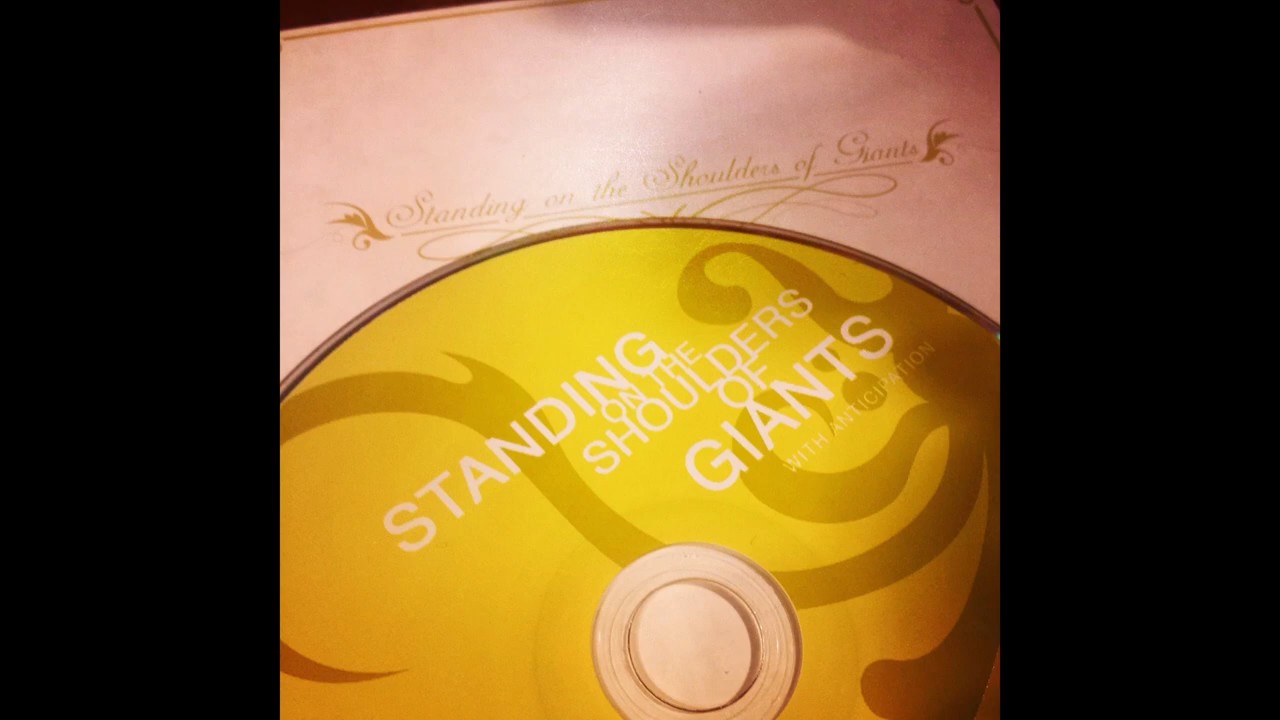 Standing on the Shoulders of Giants
STANDING
ON THE
SHOULDERS
OF
GIANTS
WITH ANTICIPATION